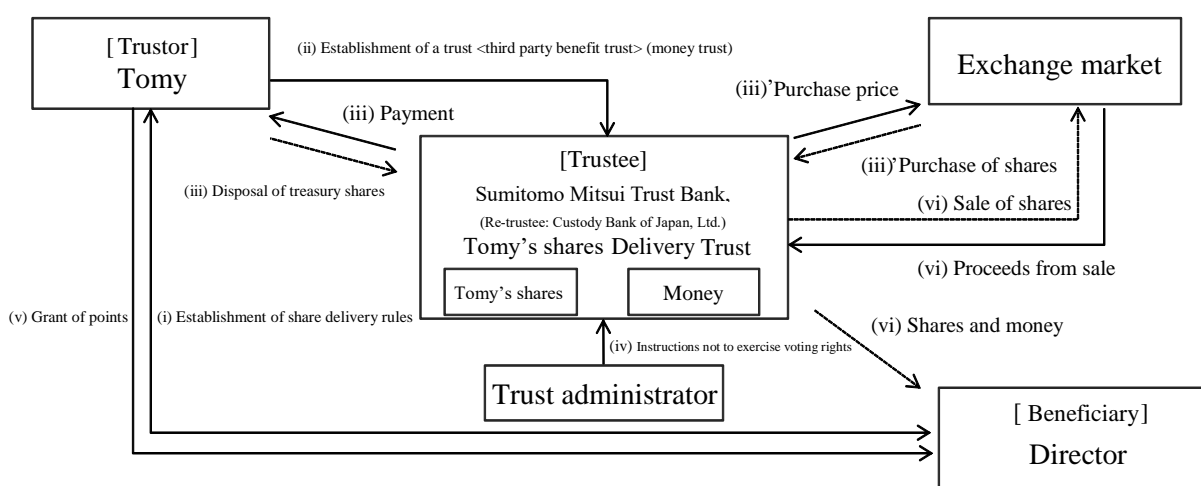 [Trustor]
Tomy
(ii) Establishment of a trust <third party benefit trust> (money trust)
Exchange market
(iii) Payment
(iii)’Purchase price
(iii) Disposal of treasury shares
[Trustee]
Sumitomo Mitsui Trust Bank,
(Re-trustee: Custody Bank of Japan, Ltd.)
Tomy’s shares Delivery Trust
Tomy’s shares
Money
(iii)’Purchase of shares
(vi) Sale of shares
(vi) Proceeds from sale
(v) Grant of points
(i) Establishment of share delivery rules
(vi) Shares and money
(iv) Instructions not to exercise voting rights
Trust administrator
[ Beneficiary]
Director